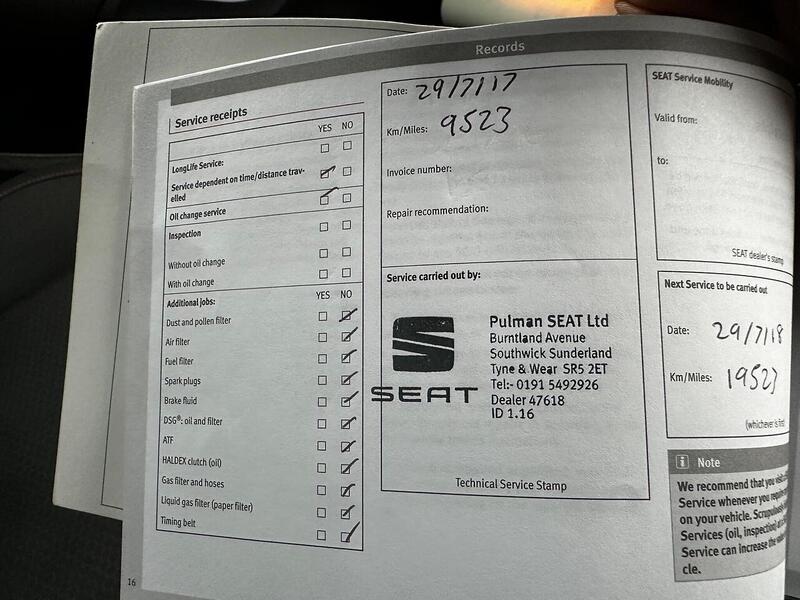 Records
Service receipts
YES NO
LongLife Service:
Service dependent on time/distance trav-
elled
Oil change service
Inspection
Without oil change
With oil change
Additional jobs:
YES NO
Dust and pollen filter
Air filter
Fuel filter
Spark plugs
Brake fluid
DSG®: oil and filter
ATF
HALDEX clutch (oil)
Gas filter and hoses
Liquid gas filter (paper filter)
Timing belt
16
Date: 29/7/17
Km/Miles: 9523
Invoice number:
Repair recommendation:
Service carried out by:
SEAT
Pulman SEAT Ltd
Burntland Avenue
Southwick Sunderland
Tyne & Wear SR5 2ET
Tel:- 0191 5492926
Dealer 47618
ID 1.16
Technical Service Stamp
SEAT Service Mobility
Valid from:
to:
SEAT dealer's stamp
Next Service to be carried out
Date: 29/7/18
Km/Miles: 19523
(whichever is first
i Note
We recommend that you
Service whenever you
on your vehicle.
Services (oil, inspection)
Service can increase the
cle.